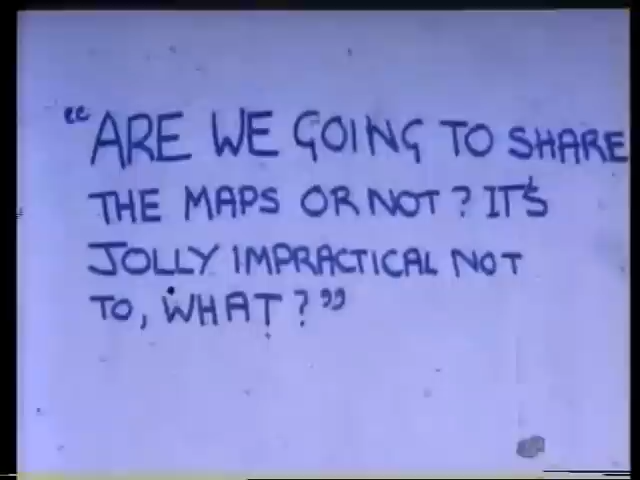 “ARE WE GOING TO SHARE
THE MAPS OR NOT? IT'S
JOLLY IMPRACTICAL NOT
TO, WHAT?”